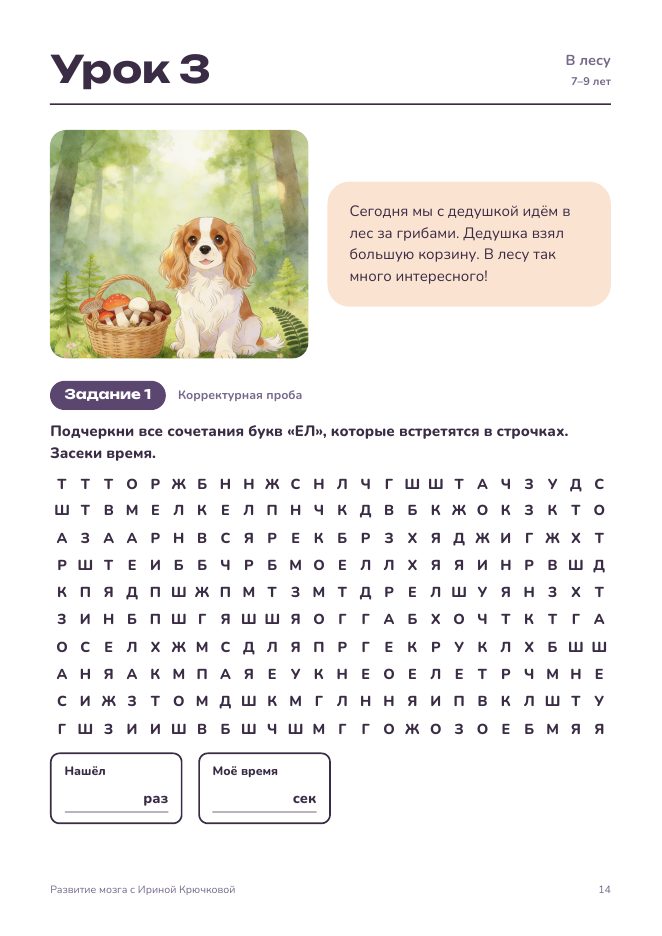 Урок 3
В лесу
7–9 лет
Сегодня мы с дедушкой идём в
лес за грибами. Дедушка взял
большую корзину. В лесу так
много интересного!
Задание 1 Корректурная проба
Подчеркни все сочетания букв «ЕЛ», которые встретятся в строчках.
Засеки время.
Т Т Т О Р Ж Б Н Н Ж С Н Л Ч Г Ш Ш Т А Ч З У Д С
Ш Т В М Е Л К Е Л П Н Ч К Д В Б К Ж О К З К Т О
А З А А Р Н В С Я Р Е К Б Р З Х Я Д Ж И Г Ж Х Т
Р Ш Т Е И Б Б Ч Р Б М О Е Л Л Х Я Я И Н Р В Ш Д
К П Я Д П Ш Ж П М Т З М Т Д Р Е Л Ш У Я Н З Х Т
З И Н Б П Ш Г Я Ш Ш Я О Г Г А Б Х О Ч Т К Т Г А
О С Е Л Х Ж М С Д Л Я П Р Г Е К Р У К Л Х Б Ш Ш
А Н Я А К М П А Я Е У К Н Е О Е Л Е Т Р Ч М Н Е
С И Ж З Т О М Д Ш К М Г Л Н Н Я И П В К Л Ш Т У
Г Ш З И И Ш В Б Ш Ч Ш М Г Г О Ж О З О Е Б М Я Я
Нашёл
раз
Моё время
сек
Развитие мозга с Ириной Крючковой
14